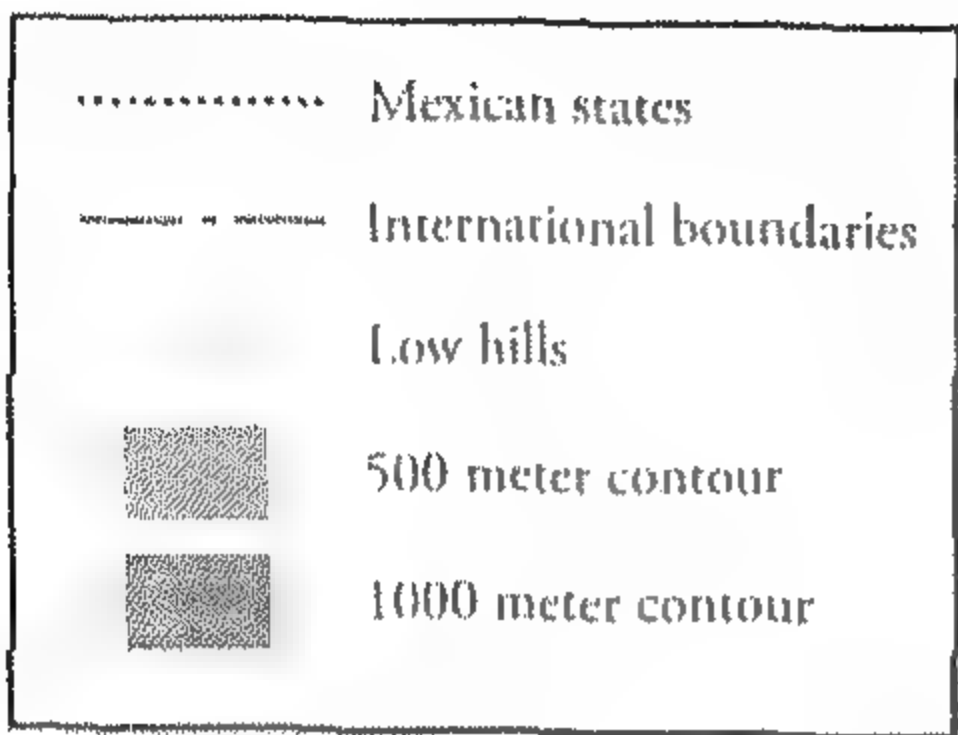 Mexican states
International boundaries
Low hills
500 meter contour
1000 meter contour